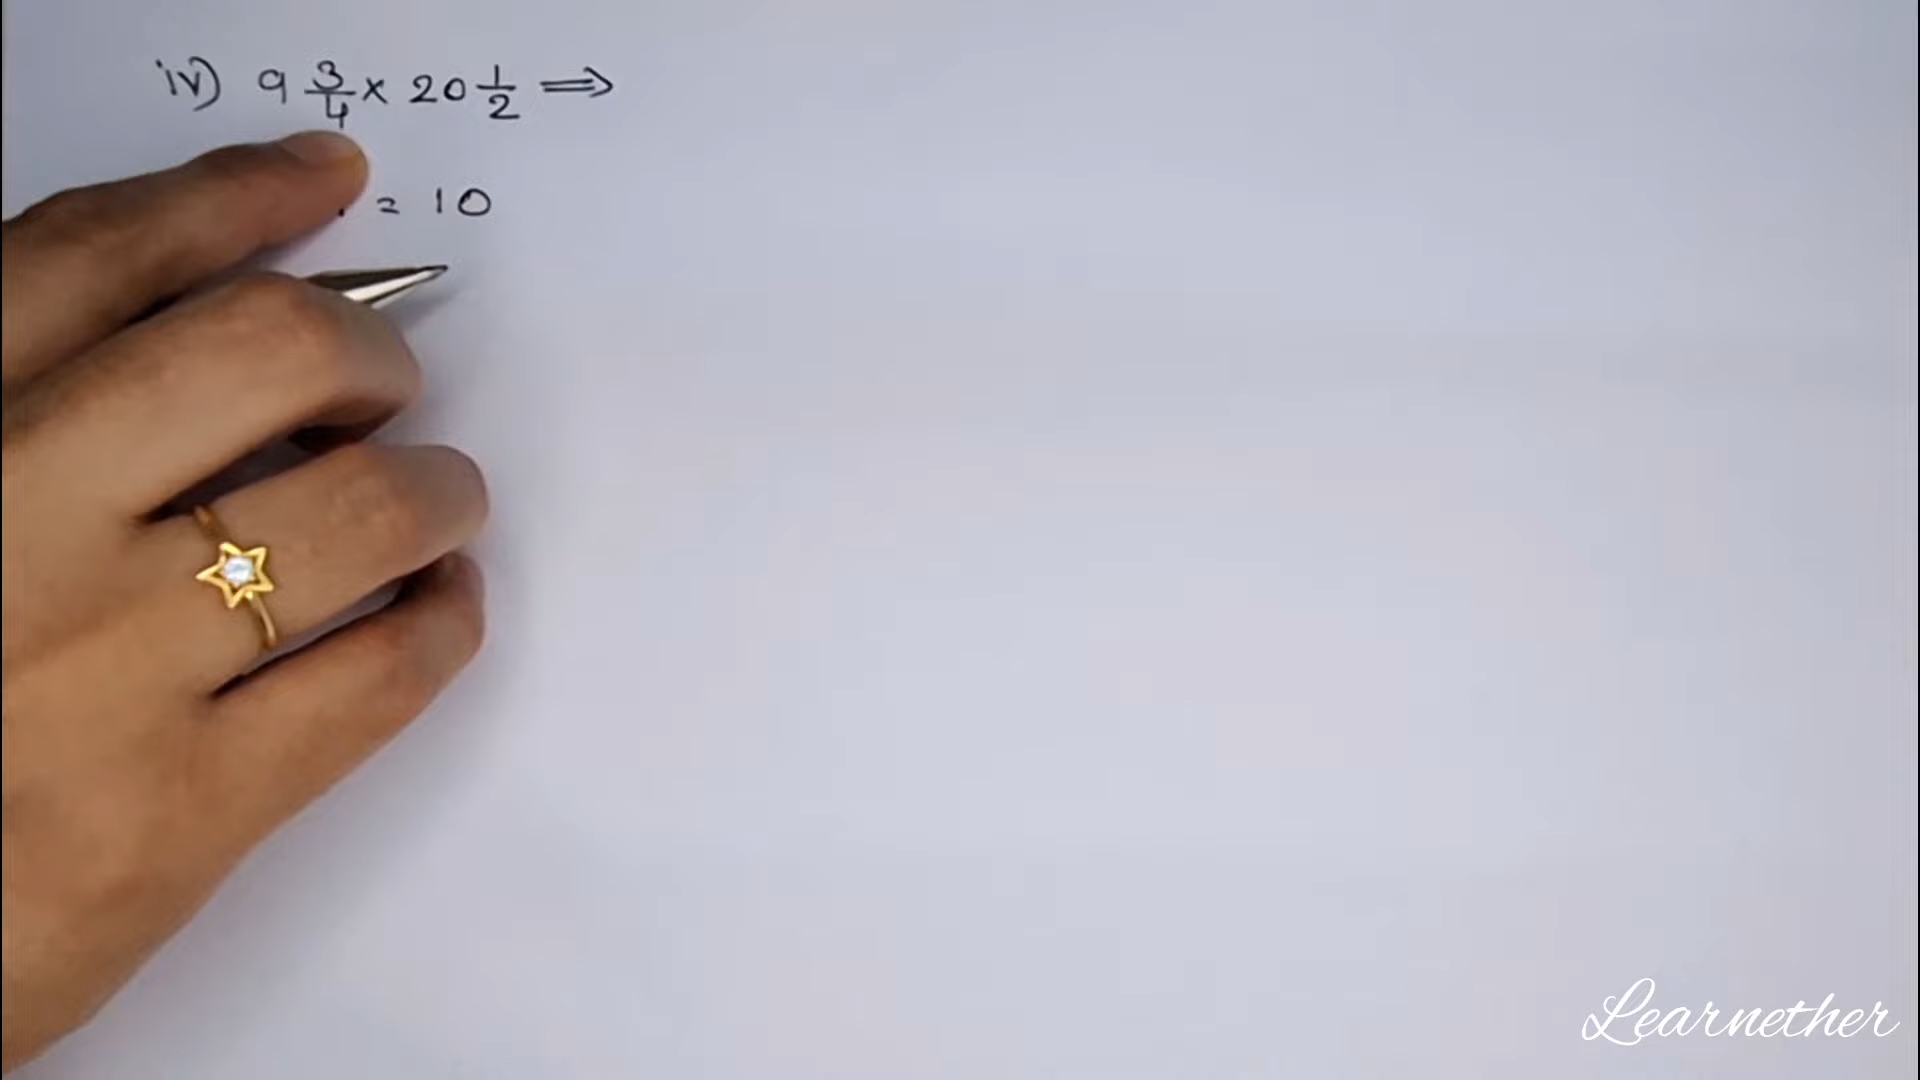 iv) 9 3/4 x 20 1/2 ⇒
= 10
Learnether